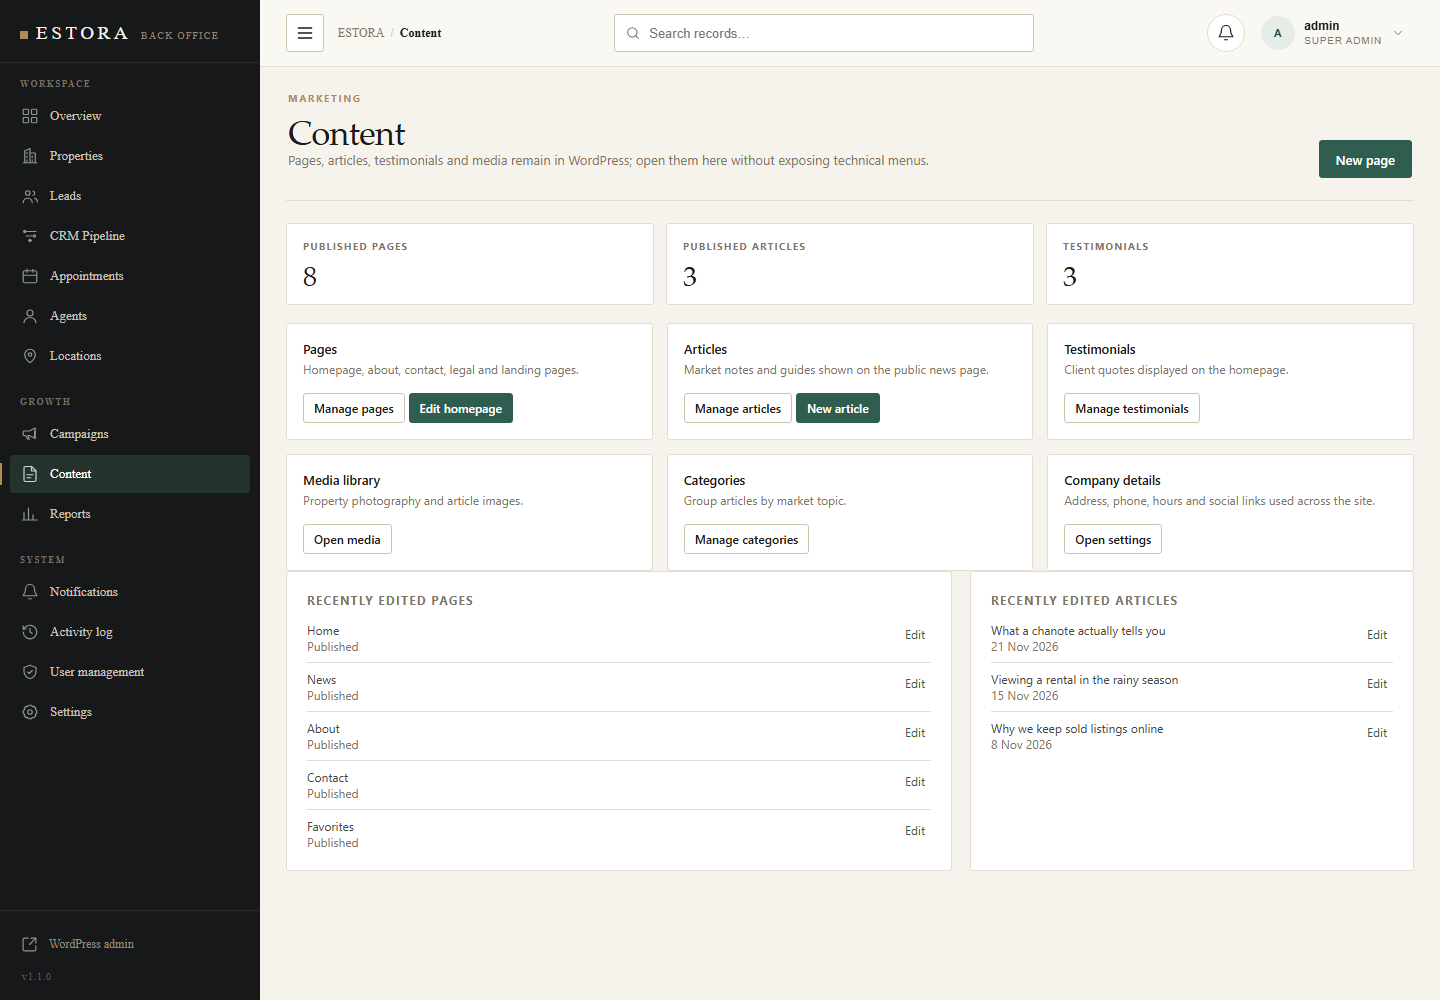 ESTORA BACK OFFICE
WORKSPACE
Overview
Properties
Leads
CRM Pipeline
Appointments
Agents
Locations
GROWTH
Campaigns
Content
Reports
SYSTEM
Notifications
Activity log
User management
Settings
WordPress admin
v1.1.0
ESTORA / Content
Search records...
A
admin
SUPER ADMIN
MARKETING
Content
Pages, articles, testimonials and media remain in WordPress; open them here without exposing technical menus.
New page
PUBLISHED PAGES
8
PUBLISHED ARTICLES
3
TESTIMONIALS
3
Pages
Homepage, about, contact, legal and landing pages.
Manage pages
Edit homepage
Articles
Market notes and guides shown on the public news page.
Manage articles
New article
Testimonials
Client quotes displayed on the homepage.
Manage testimonials
Media library
Property photography and article images.
Open media
Categories
Group articles by market topic.
Manage categories
Company details
Address, phone, hours and social links used across the site.
Open settings
RECENTLY EDITED PAGES
Home
Published
Edit
News
Published
Edit
About
Published
Edit
Contact
Published
Edit
Favorites
Published
Edit
RECENTLY EDITED ARTICLES
What a chanote actually tells you
21 Nov 2026
Edit
Viewing a rental in the rainy season
15 Nov 2026
Edit
Why we keep sold listings online
8 Nov 2026
Edit